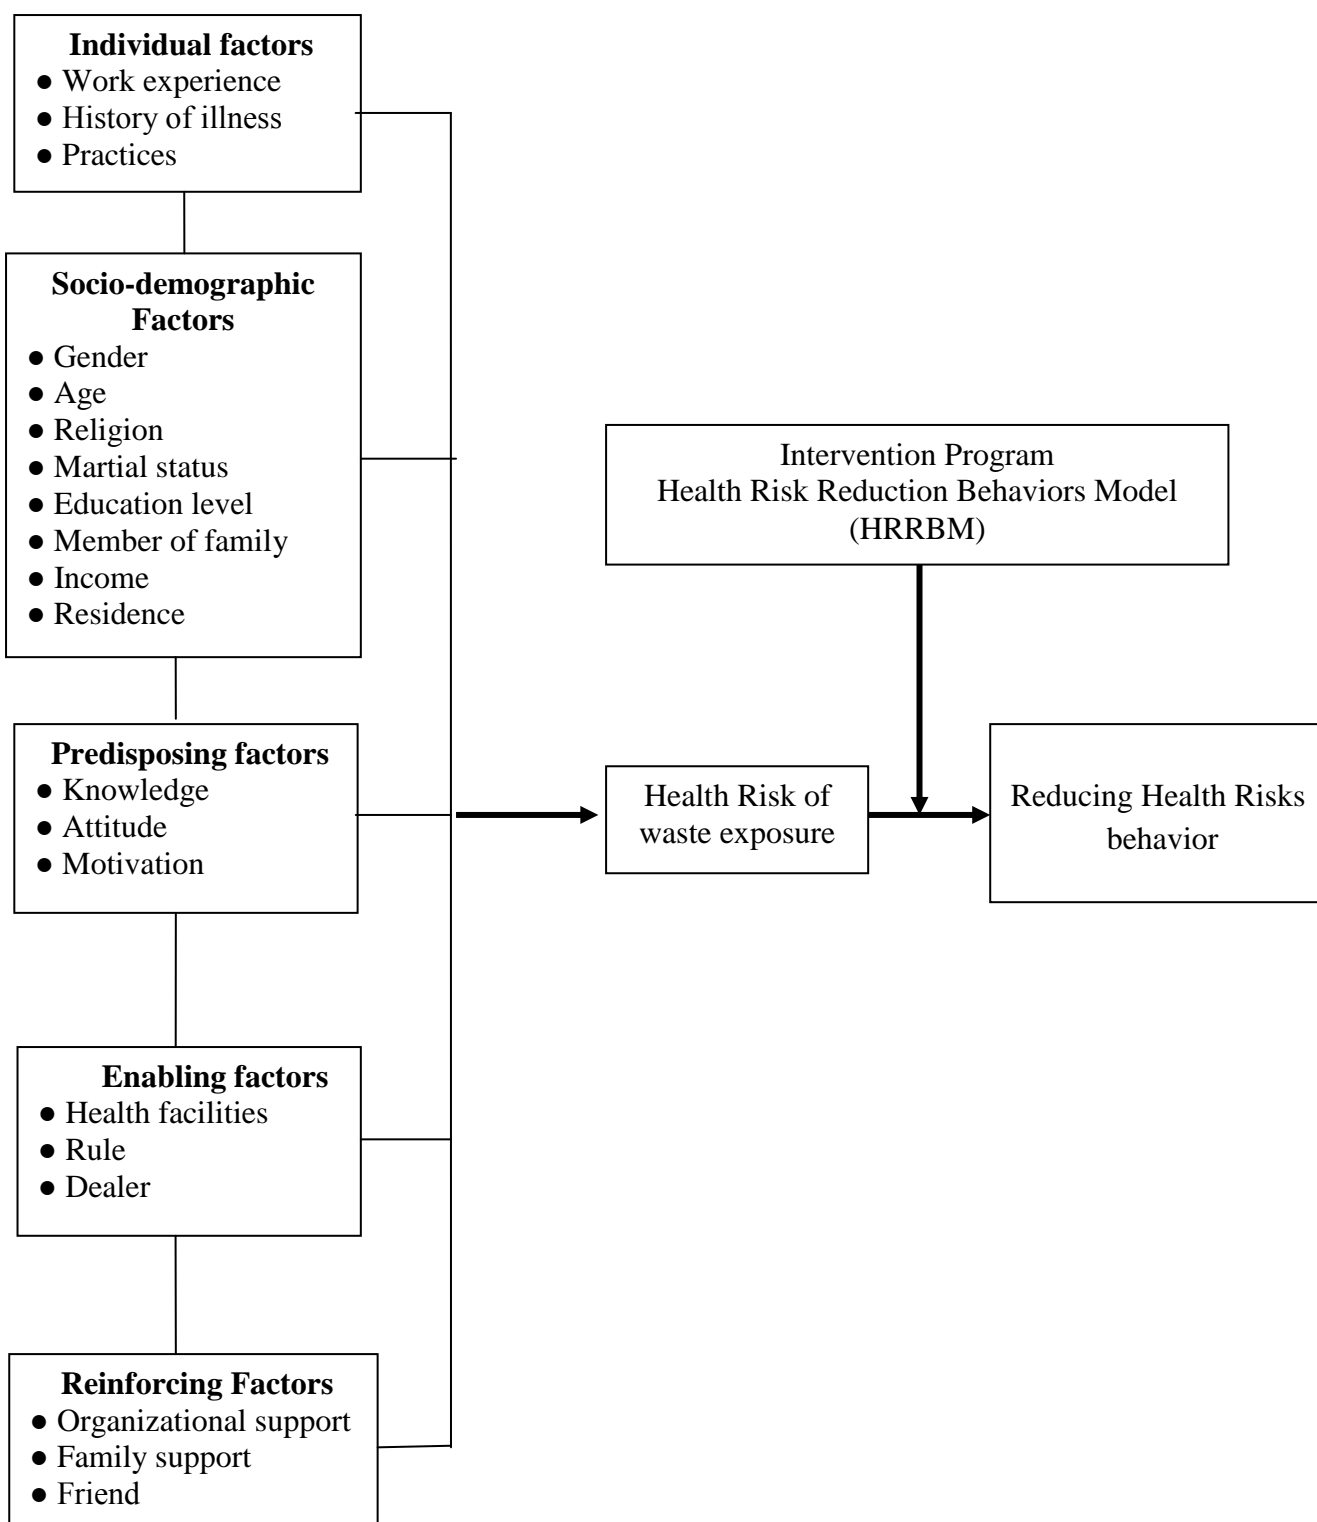 Individual factors
● Work experience
● History of illness
● Practices
Socio-demographic
Factors
● Gender
● Age
● Religion
● Martial status
● Education level
● Member of family
● Income
● Residence
Predisposing factors
● Knowledge
● Attitude
● Motivation
Enabling factors
● Health facilities
● Rule
● Dealer
Reinforcing Factors
● Organizational support
● Family support
● Friend
Intervention Program
Health Risk Reduction Behaviors Model
(HRRBM)
Health Risk of
waste exposure
Reducing Health Risks
behavior